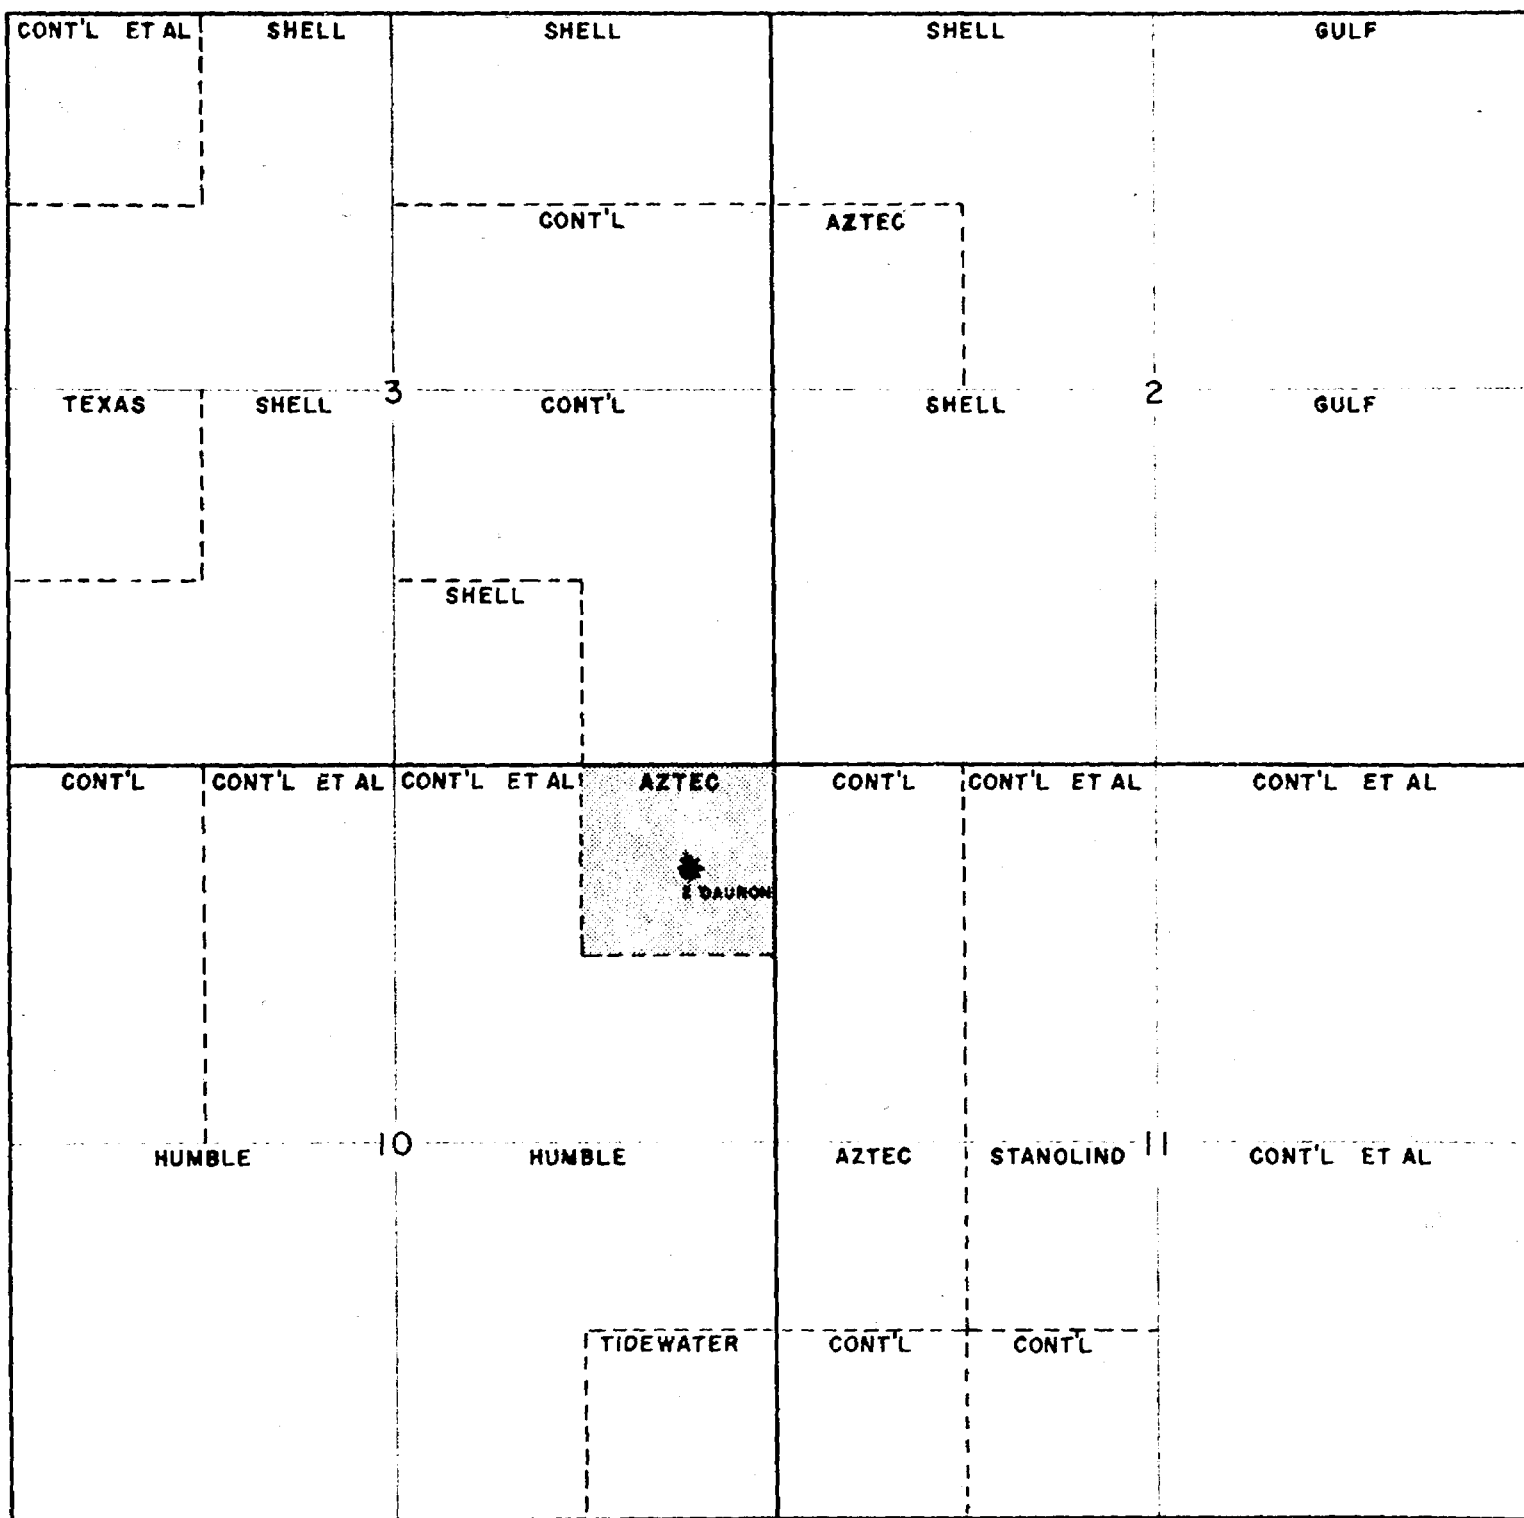 CONT'L ET AL SHELL SHELL SHELL GULF
CONT'L AZTEC
3 2
TEXAS SHELL CONT'L SHELL GULF
SHELL
CONT'L CONT'L ET AL CONT'L ET AL AZTEC CONT'L CONT'L ET AL CONT'L ET AL
DAURON
10 11
HUMBLE HUMBLE AZTEC STANOLIND CONT'L ET AL
TIDEWATER CONT'L CONT'L